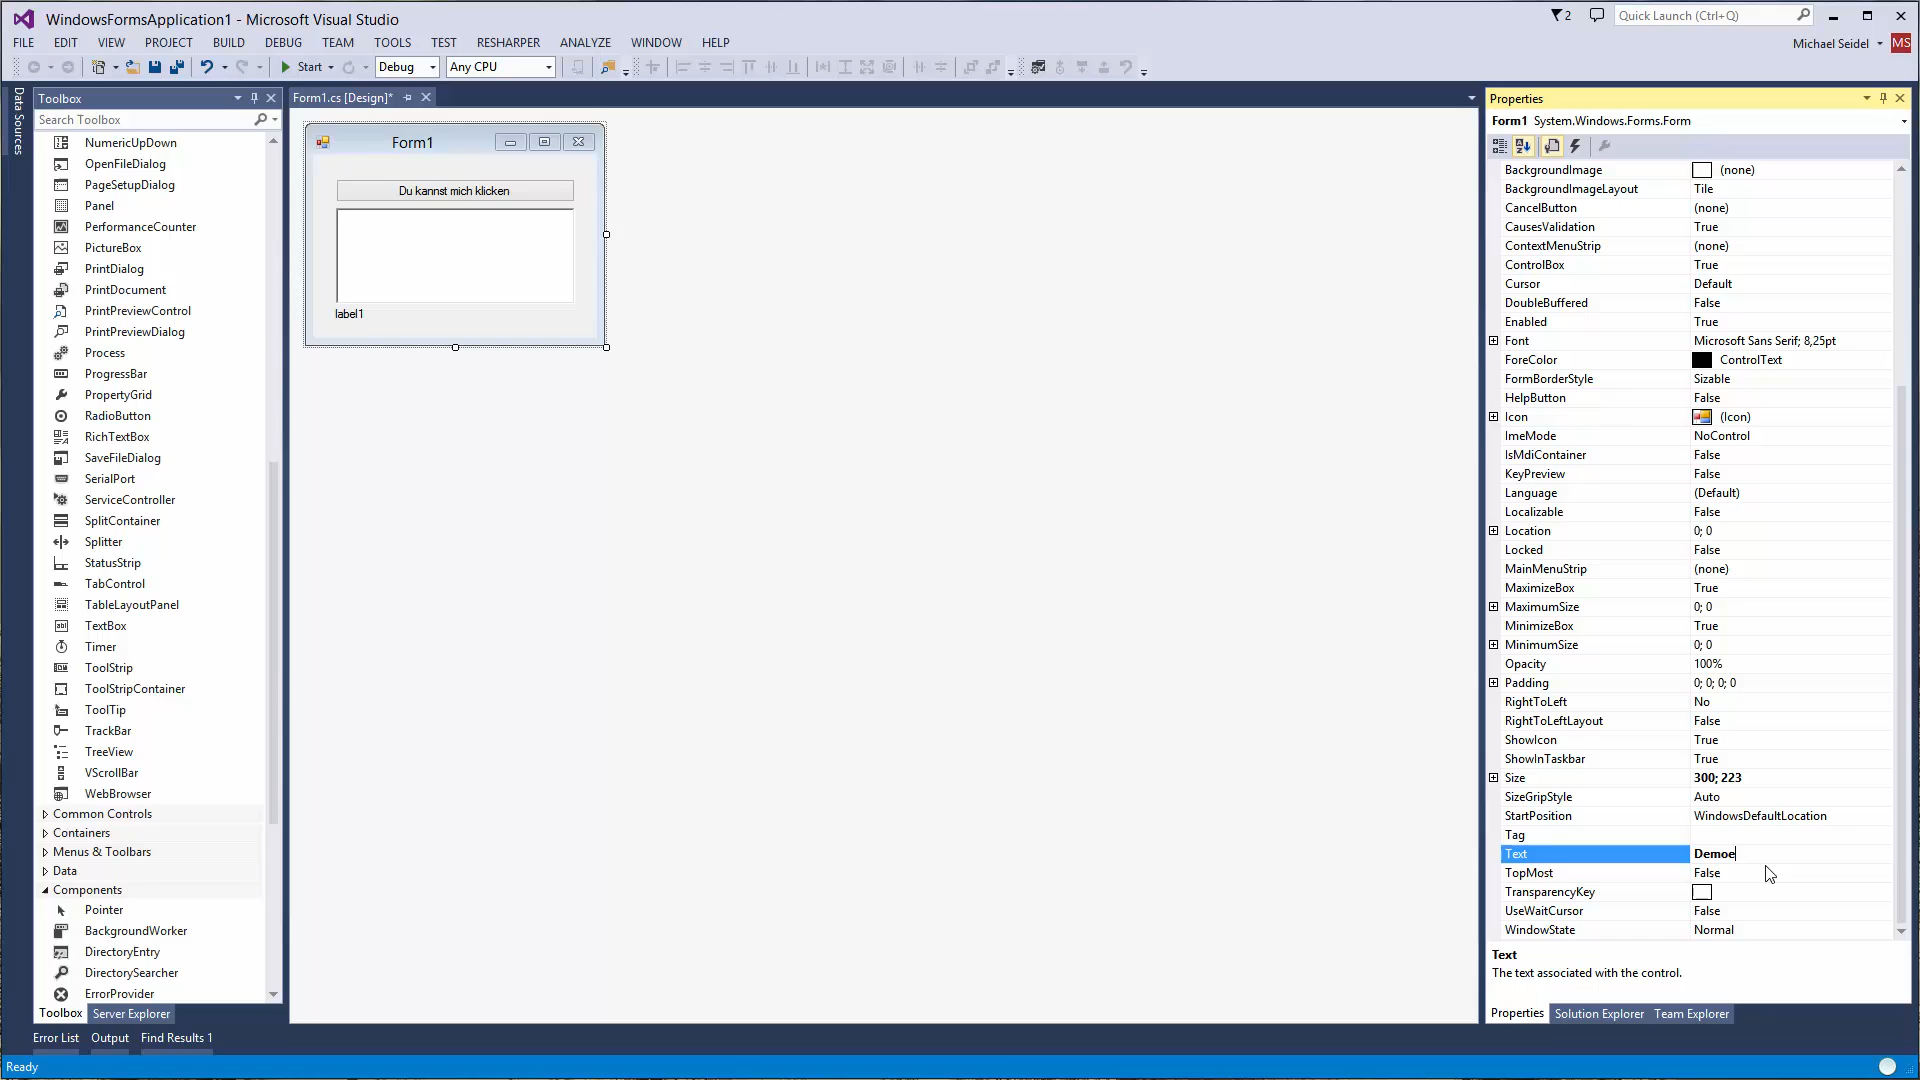 WindowsFormsApplication1 - Microsoft Visual Studio
2
Quick Launch (Ctrl+Q)
FILE EDIT VIEW PROJECT BUILD DEBUG TEAM TOOLS TEST RESHARPER ANALYZE WINDOW HELP
Michael Seidel MS
Start Debug Any CPU
Data Sources
Toolbox
Search Toolbox
NumericUpDown
OpenFileDialog
PageSetupDialog
Panel
PerformanceCounter
PictureBox
PrintDialog
PrintDocument
PrintPreviewControl
PrintPreviewDialog
Process
ProgressBar
PropertyGrid
RadioButton
RichTextBox
SaveFileDialog
SerialPort
ServiceController
SplitContainer
Splitter
StatusStrip
TabControl
TableLayoutPanel
TextBox
Timer
ToolStrip
ToolStripContainer
ToolTip
TrackBar
TreeView
VScrollBar
WebBrowser
Common Controls
Containers
Menus & Toolbars
Data
Components
Pointer
BackgroundWorker
DirectoryEntry
DirectorySearcher
ErrorProvider
Toolbox Server Explorer
Form1.cs [Design]*
Form1
Du kannst mich klicken
label1
Properties
Form1 System.Windows.Forms.Form
BackgroundImage (none)
BackgroundImageLayout Tile
CancelButton (none)
CausesValidation True
ContextMenuStrip (none)
ControlBox True
Cursor Default
DoubleBuffered False
Enabled True
Font Microsoft Sans Serif; 8,25pt
ForeColor ControlText
FormBorderStyle Sizable
HelpButton False
Icon (Icon)
ImeMode NoControl
IsMdiContainer False
KeyPreview False
Language (Default)
Localizable False
Location 0; 0
Locked False
MainMenuStrip (none)
MaximizeBox True
MaximumSize 0; 0
MinimizeBox True
MinimumSize 0; 0
Opacity 100%
Padding 0; 0; 0; 0
RightToLeft No
RightToLeftLayout False
ShowIcon True
ShowInTaskbar True
Size 300; 223
SizeGripStyle Auto
StartPosition WindowsDefaultLocation
Tag
Text Demoe
TopMost False
TransparencyKey
UseWaitCursor False
WindowState Normal
Text
The text associated with the control.
Properties Solution Explorer Team Explorer
Error List Output Find Results 1
Ready